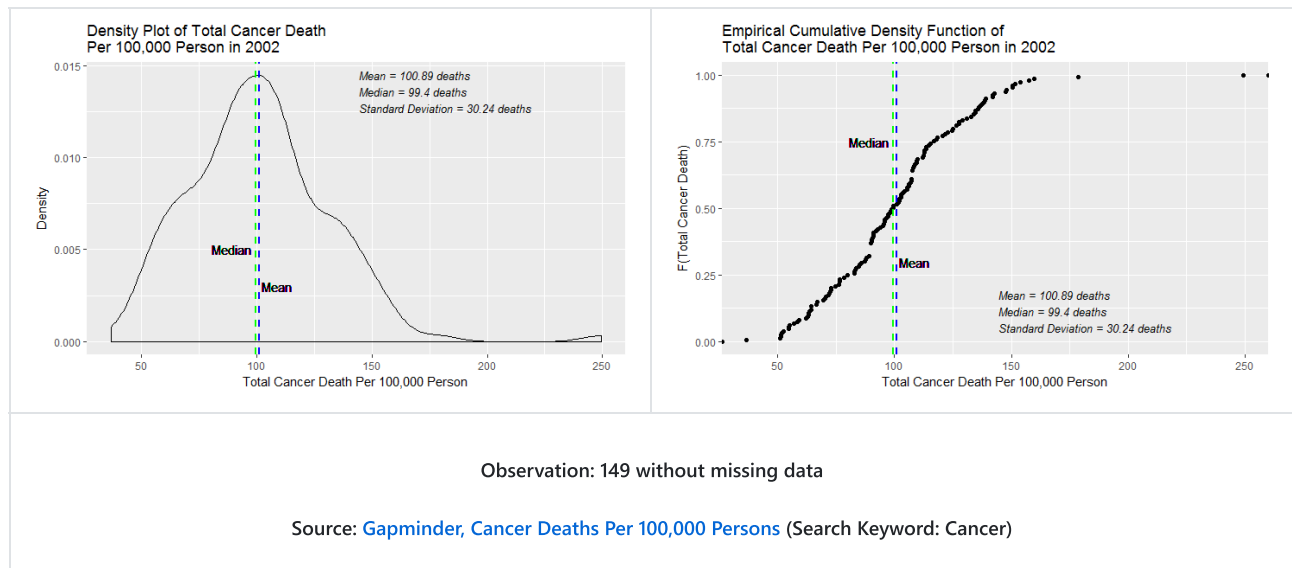 Density Plot of Total Cancer Death
Per 100,000 Person in 2002
0.015
0.010
0.005
0.000
Density
Mean = 100.89 deaths
Median = 99.4 deaths
Standard Deviation = 30.24 deaths
Median
Mean
50
100
150
200
250
Total Cancer Death Per 100,000 Person
Empirical Cumulative Density Function of
Total Cancer Death Per 100,000 Person in 2002
1.00
0.75
0.50
0.25
0.00
F(Total Cancer Death)
Median
Mean
Mean = 100.89 deaths
Median = 99.4 deaths
Standard Deviation = 30.24 deaths
50
100
150
200
250
Total Cancer Death Per 100,000 Person
Observation: 149 without missing data
Source: Gapminder, Cancer Deaths Per 100,000 Persons (Search Keyword: Cancer)